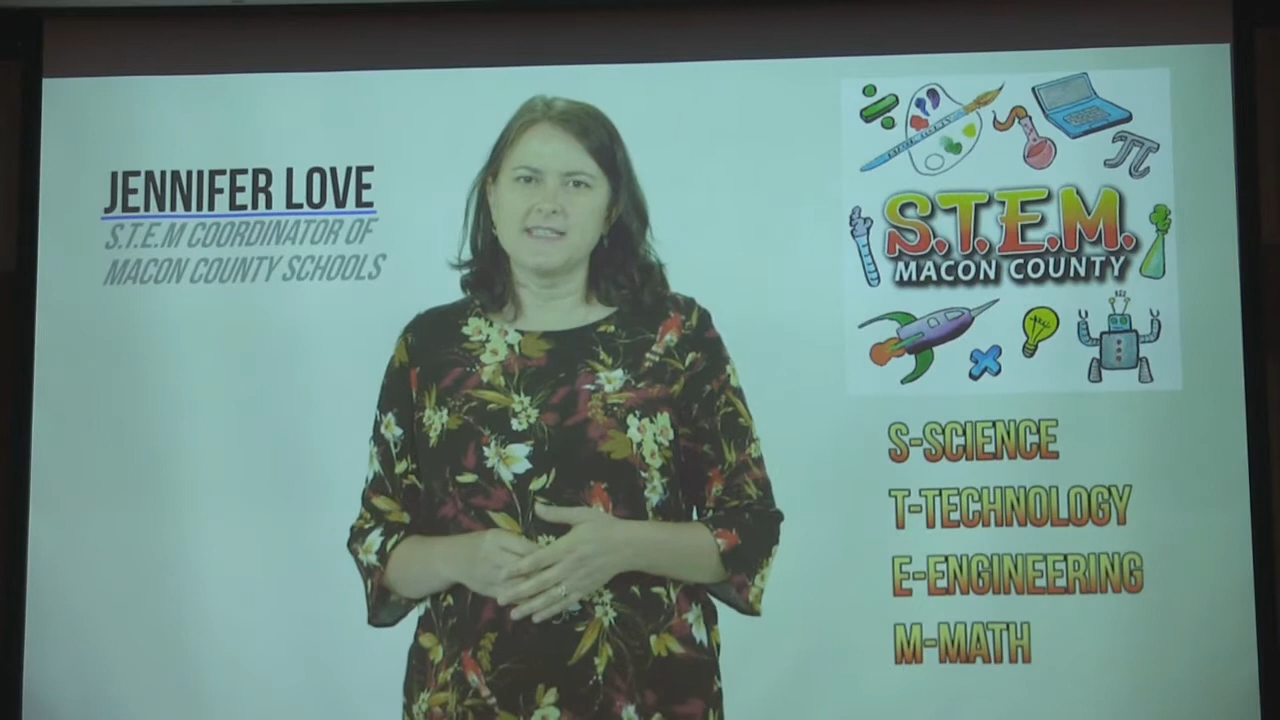 JENNIFER LOVE
S.T.E.M COORDINATOR OF
MACON COUNTY SCHOOLS
S.T.E.M.
MACON COUNTY
S-SCIENCE
T-TECHNOLOGY
E-ENGINEERING
M-MATH